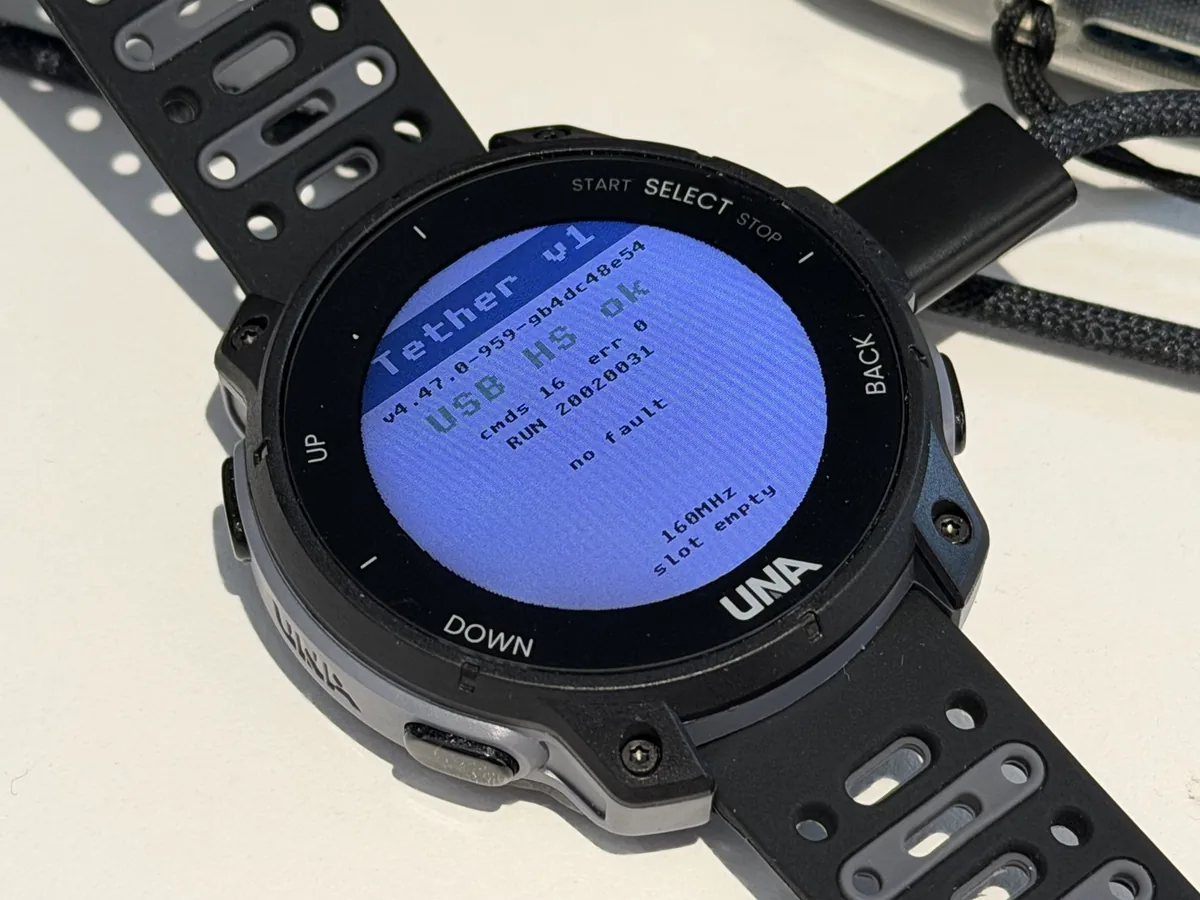 START SELECT STOP
Tether v1
v4.47.0-959-gb4dc48e54
USB HS ok
cmds 16 err 0
RUN 20020031
no fault
160MHz
slot empty
UP
BACK
DOWN
UNA
UNA